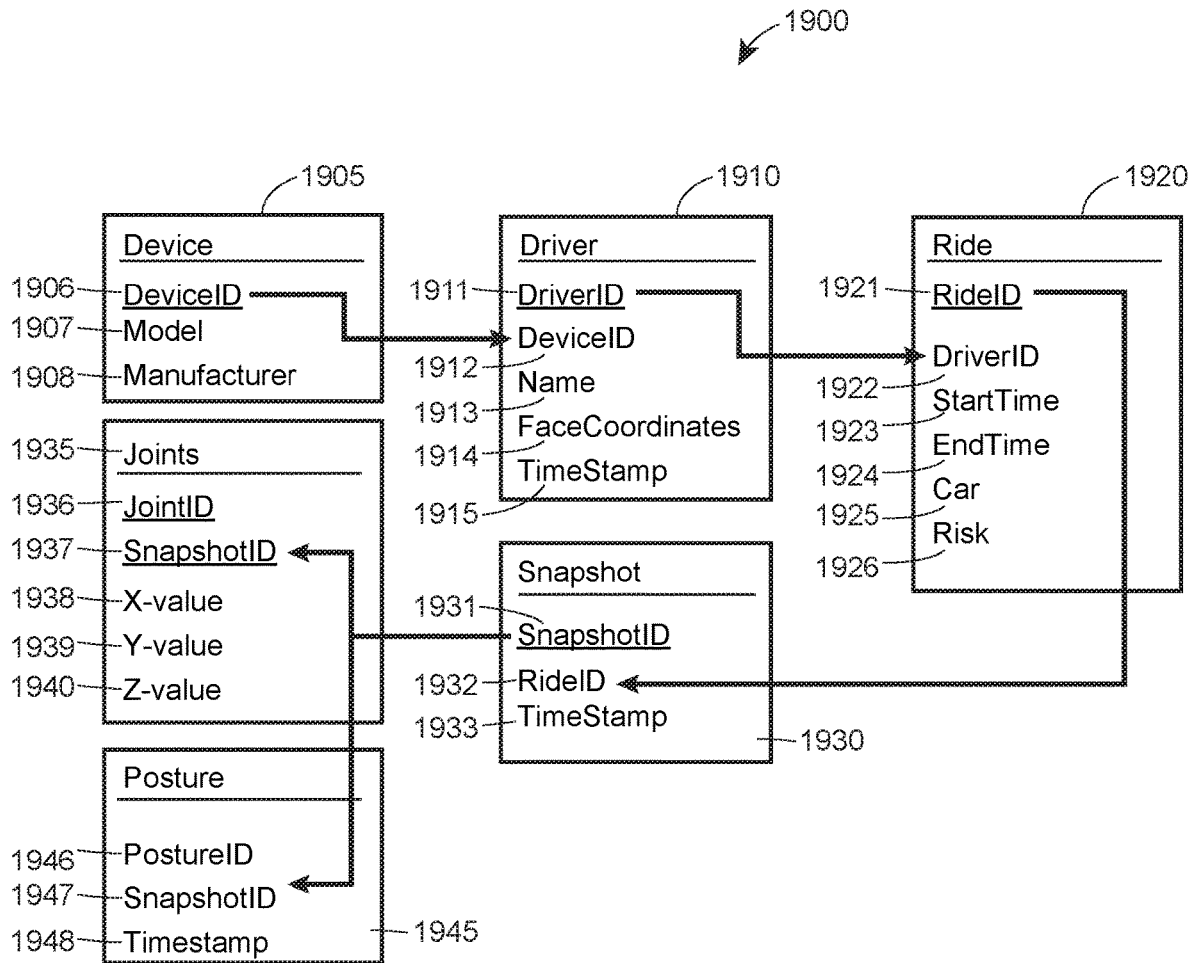 1900
1905
Device
1906 DeviceID
1907 Model
1908 Manufacturer
1910
Driver
1911 DriverID
DeviceID
1912
Name
1913
FaceCoordinates
1914
TimeStamp
1915
1920
Ride
1921 RideID
DriverID
1922
StartTime
1923
EndTime
1924
Car
1925
Risk
1926
1935 Joints
1936 JointID
1937 SnapshotID
1938 X-value
1939 Y-value
1940 Z-value
Snapshot
1931
SnapshotID
1932 RideID
1933 TimeStamp
1930
Posture
1946 PostureID
1947 SnapshotID
1948 Timestamp
1945